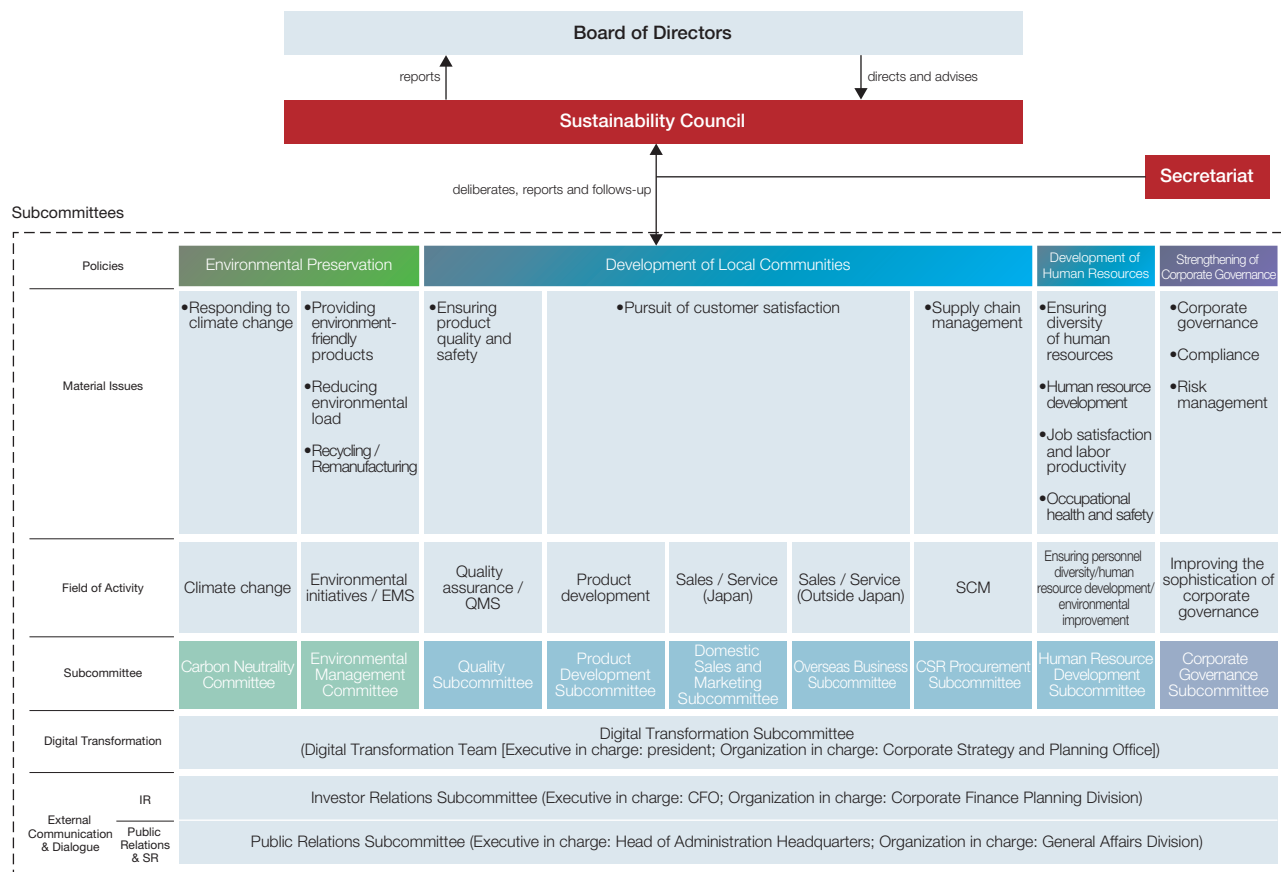 Board of Directors
reports
directs and advises
Sustainability Council
Secretariat
deliberates, reports and follows-up
Subcommittees
Policies
Environmental Preservation
Development of Local Communities
Development of
Human Resources
Strengthening of
Corporate Governance
Material Issues
•Responding to
climate change
•Providing
environment-
friendly
products
•Reducing
environmental
load
•Recycling /
Remanufacturing
•Ensuring
product
quality and
safety
•Pursuit of customer satisfaction
•Supply chain
management
•Ensuring
diversity
of human
resources
•Human resource
development
•Job satisfaction
and labor
productivity
•Occupational
health and safety
•Corporate
governance
•Compliance
•Risk
management
Field of Activity
Climate change
Environmental
initiatives / EMS
Quality
assurance /
QMS
Product
development
Sales / Service
(Japan)
Sales / Service
(Outside Japan)
SCM
Ensuring personnel
diversity/human
resource development/
environmental
improvement
Improving the
sophistication of
corporate
governance
Subcommittee
Carbon Neutrality
Committee
Environmental
Management
Committee
Quality
Subcommittee
Product
Development
Subcommittee
Domestic
Sales and
Marketing
Subcommittee
Overseas Business
Subcommittee
CSR Procurement
Subcommittee
Human Resource
Development
Subcommittee
Corporate
Governance
Subcommittee
Digital Transformation
Digital Transformation Subcommittee
(Digital Transformation Team [Executive in charge: president; Organization in charge: Corporate Strategy and Planning Office])
External
Communication
& Dialogue
IR
Investor Relations Subcommittee (Executive in charge: CFO; Organization in charge: Corporate Finance Planning Division)
Public
Relations
& SR
Public Relations Subcommittee (Executive in charge: Head of Administration Headquarters; Organization in charge: General Affairs Division)